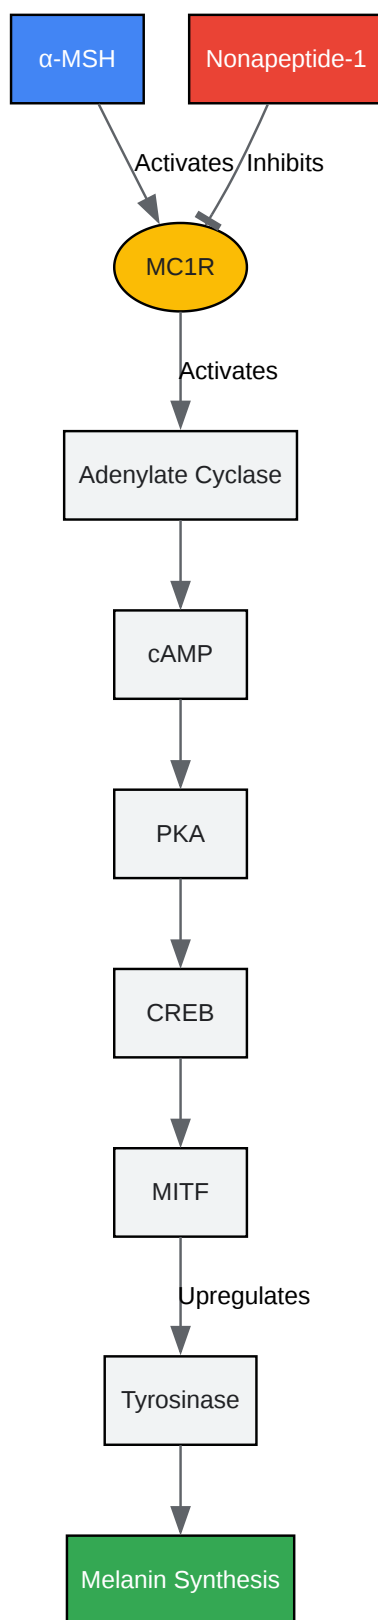 α-MSH
Nonapeptide-1
Activates
Inhibits
MC1R
Activates
Adenylate Cyclase
cAMP
PKA
CREB
MITF
Upregulates
Tyrosinase
Melanin Synthesis